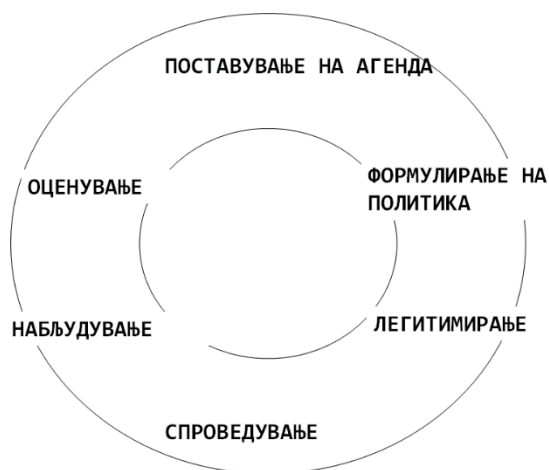 ПОСТАВУВАЊЕ НА АГЕНДА
ФОРМУЛИРАЊЕ НА
ПОЛИТИКА
ЛЕГИТИМИРАЊЕ
СПРОВЕДУВАЊЕ
НАБЉУДУВАЊЕ
ОЦЕНУВАЊЕ